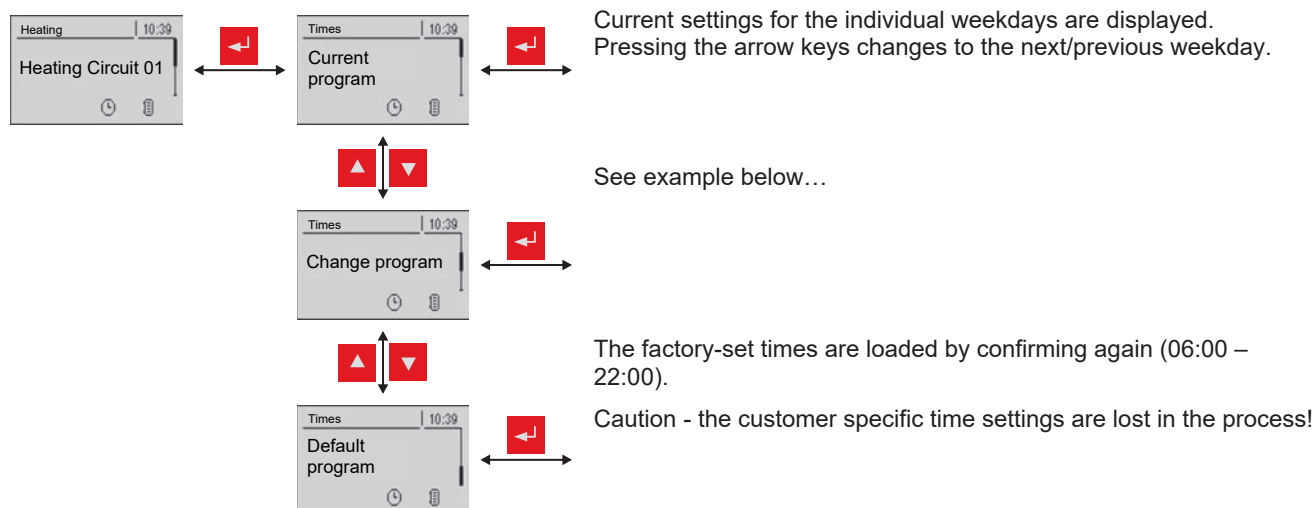 Heating 10:39
Heating Circuit 01
Times 10:39
Current
program
Current settings for the individual weekdays are displayed.
Pressing the arrow keys changes to the next/previous weekday.
See example below…
Times 10:39
Change program
The factory-set times are loaded by confirming again (06:00 –
22:00).
Times 10:39
Default
program
Caution - the customer specific time settings are lost in the process!